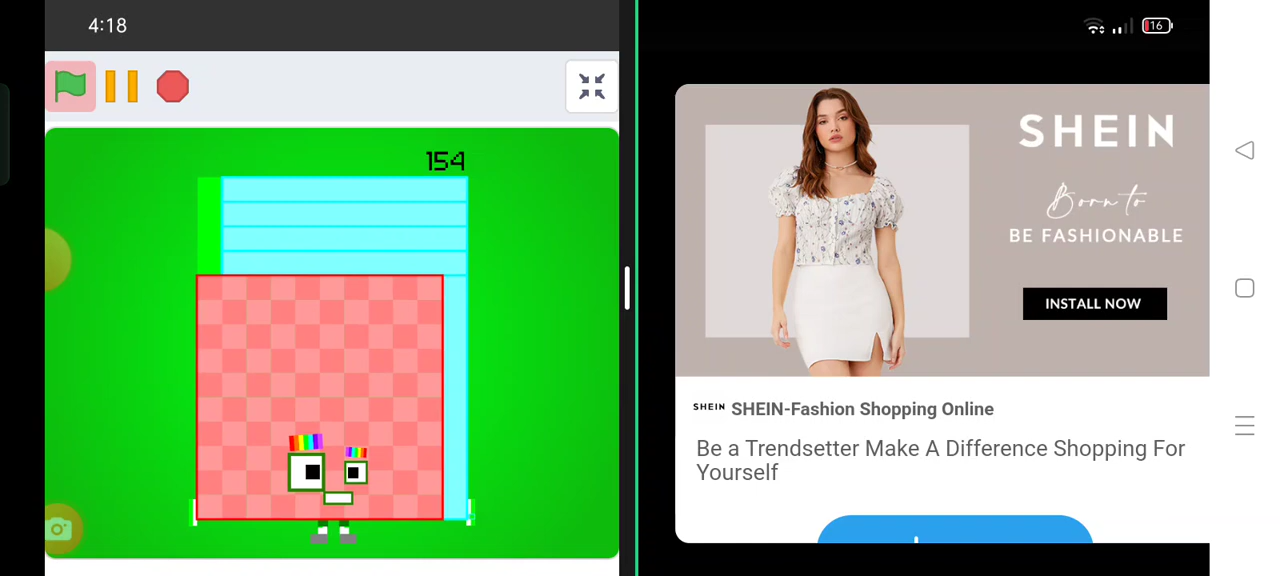 4:18
16
154
SHEIN
Born to
BE FASHIONABLE
INSTALL NOW
SHEIN SHEIN-Fashion Shopping Online
Be a Trendsetter Make A Difference Shopping For
Yourself